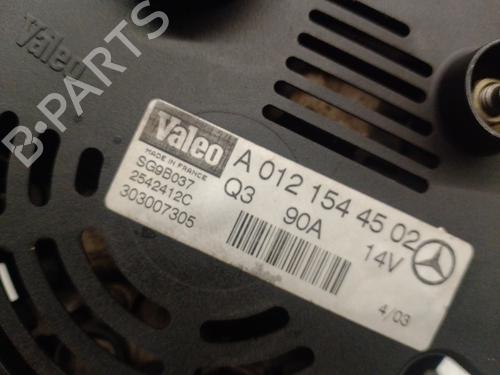 Valeo
B-PARTS
Valeo
MADE IN FRANCE
SG9B037
2542412C
303007305
A 012 154 45 02
Q3 90A 14V
4/03